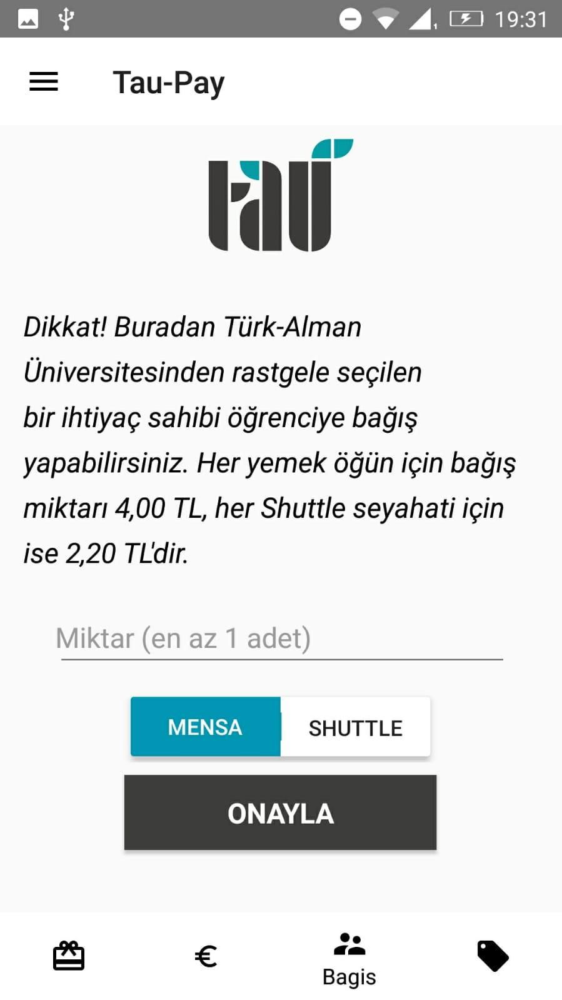 19:31
Tau-Pay
tau
Dikkat! Buradan Türk-Alman
Üniversitesinden rastgele seçilen
bir ihtiyaç sahibi öğrenciye bağış
yapabilirsiniz. Her yemek öğün için bağış
miktarı 4,00 TL, her Shuttle seyahati için
ise 2,20 TL'dir.
Miktar (en az 1 adet)
MENSA SHUTTLE
ONAYLA
€
Bagis